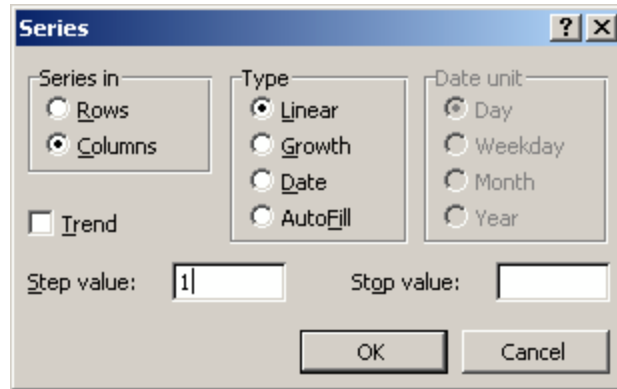 Series
Series in
Rows
Columns
Trend
Type
Linear
Growth
Date
AutoFill
Date unit
Day
Weekday
Month
Year
Step value: 1
Stop value:
OK
Cancel